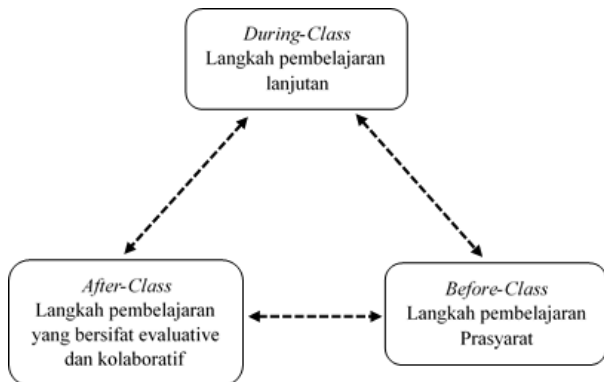 During-Class
Langkah pembelajaran
lanjutan
After-Class
Langkah pembelajaran
yang bersifat evaluative
dan kolaboratif
Before-Class
Langkah pembelajaran
Prasyarat